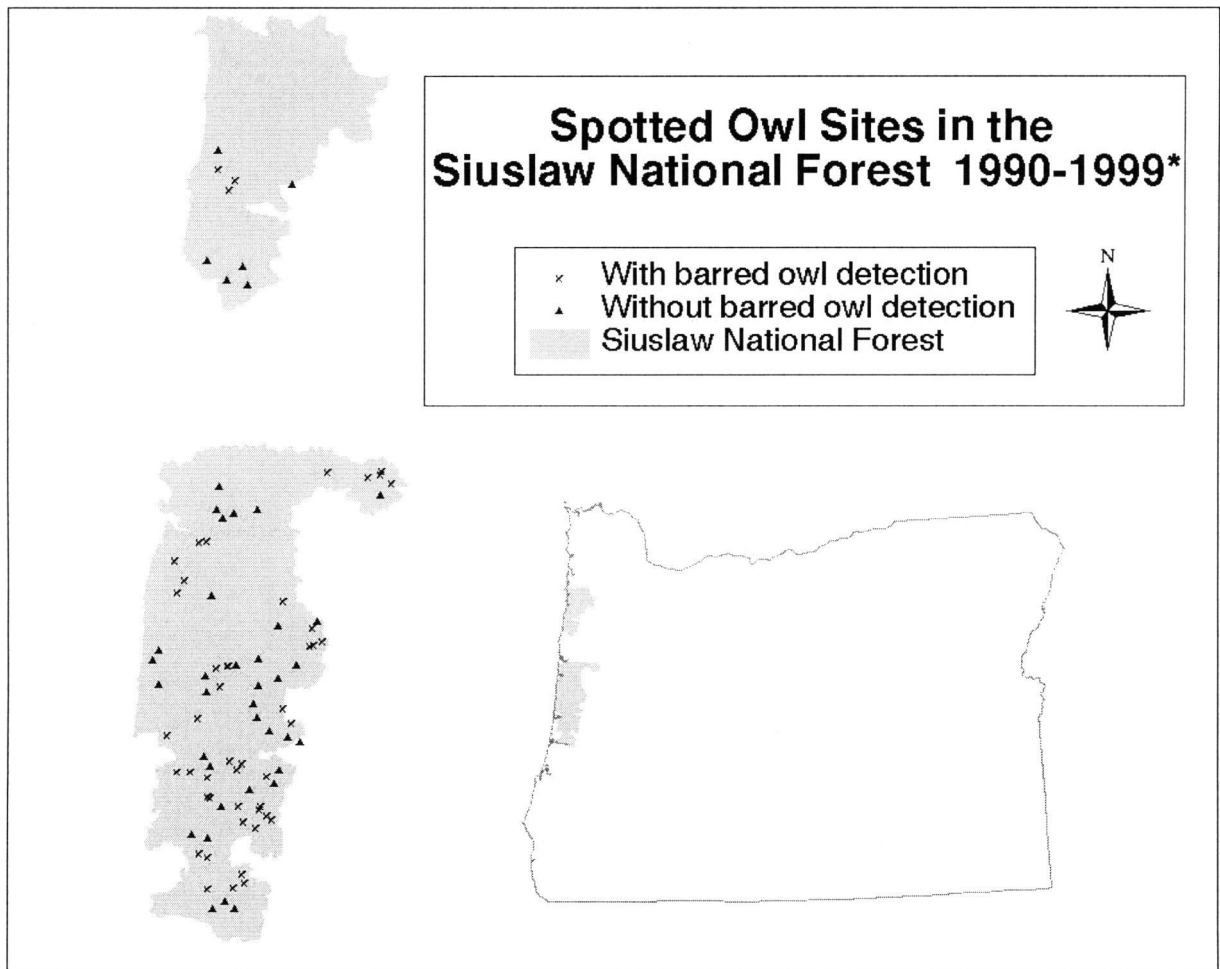 Spotted Owl Sites in the
Siuslaw National Forest 1990-1999*
N
With barred owl detection
Without barred owl detection
Siuslaw National Forest